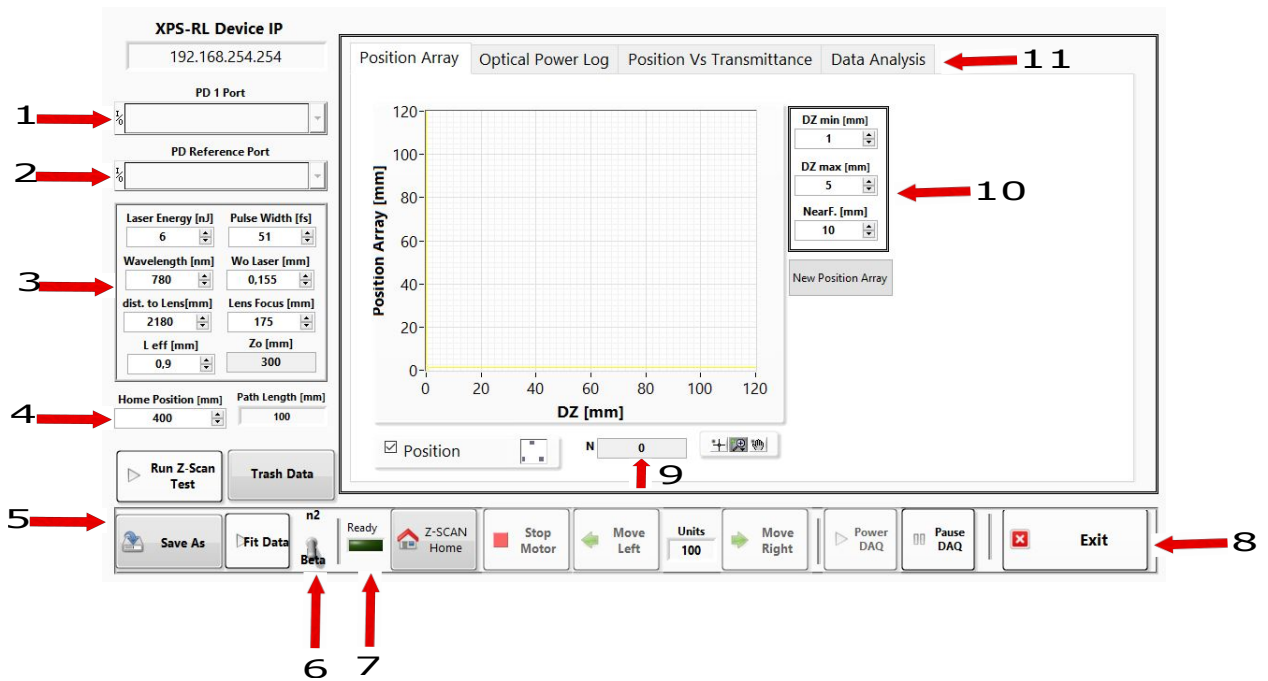 XPS-RL Device IP
192.168.254.254
PD 1 Port
1
PD Reference Port
2
Laser Energy [nJ] Pulse Width [fs]
6 51
Wavelength [nm] Wo Laser [mm]
780 0,155
3
dist. to Lens[mm] Lens Focus [mm]
2180 175
L eff [mm] Zo [mm]
0,9 300
Home Position [mm] Path Length [mm]
4
400 100
Run Z-Scan
Test
Trash Data
Position Array Optical Power Log Position Vs Transmittance Data Analysis
11
120
100
80
60
40
20
0
Position Array [mm]
0 20 40 60 80 100 120
DZ [mm]
DZ min [mm]
1
DZ max [mm]
5
10
NearF. [mm]
10
New Position Array
Position
N 0
9
5
Save As
Fit Data
n2
Beta
Ready
Z-SCAN
Home
Stop
Motor
Move
Left
Units
100
Move
Right
Power
DAQ
Pause
DAQ
Exit
8
6 7